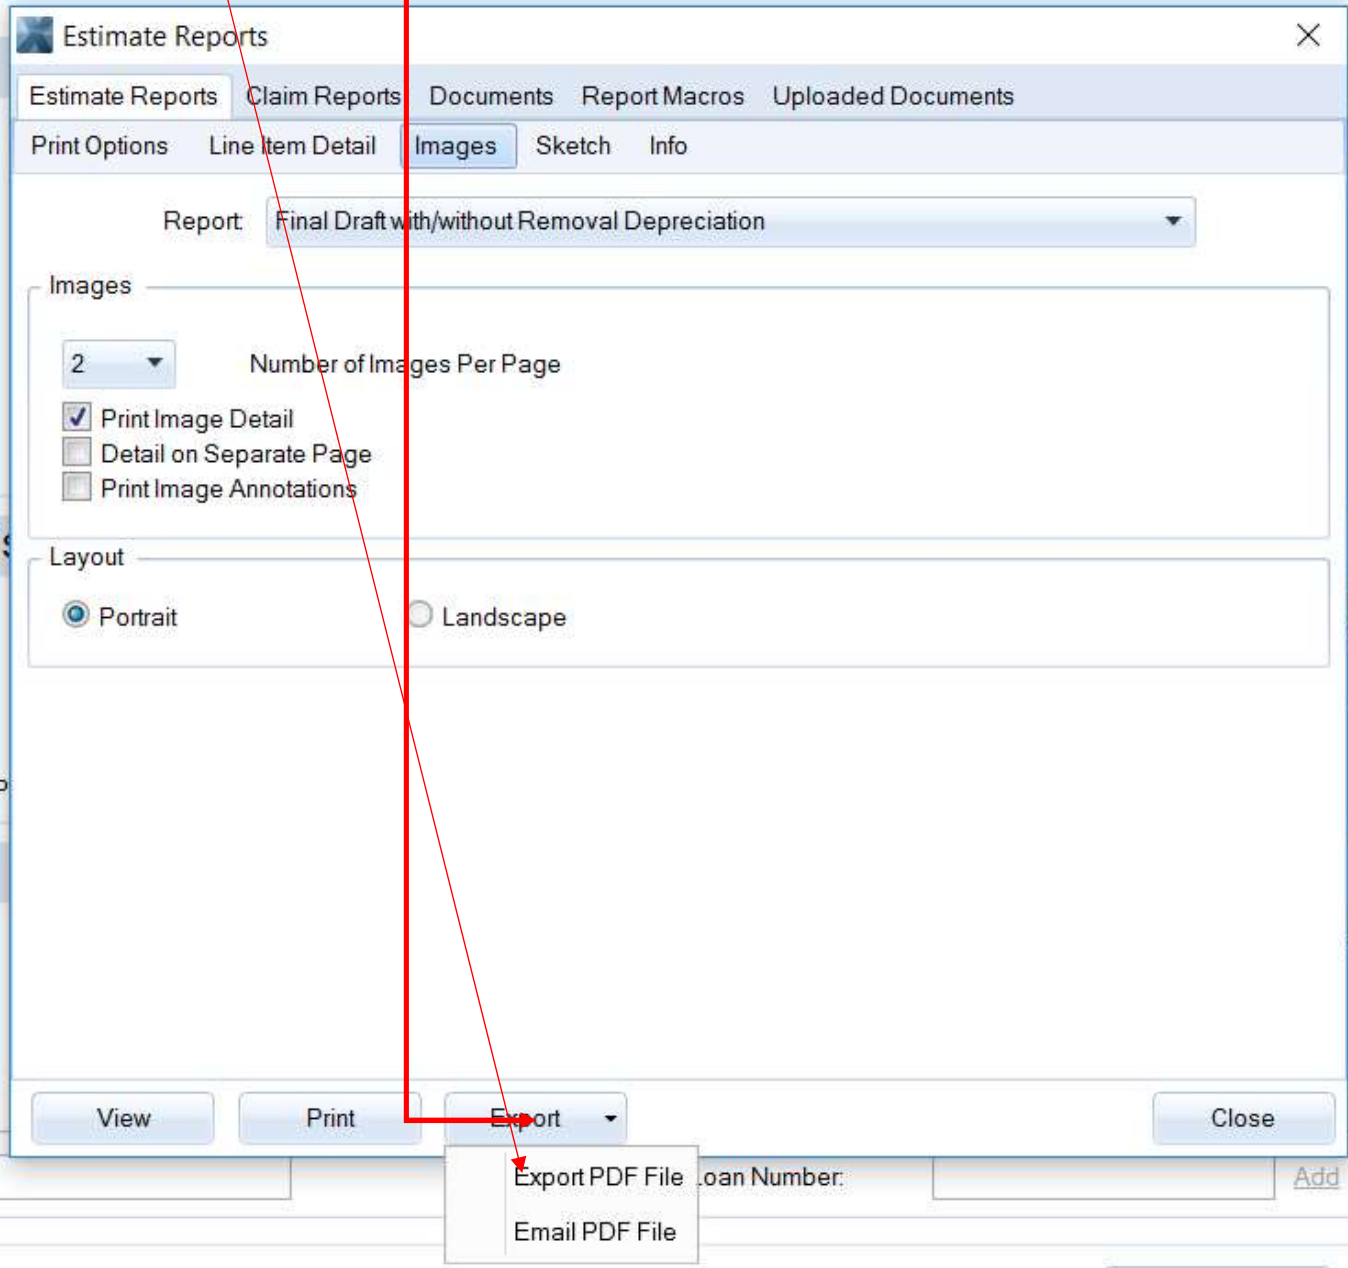 Estimate Reports
Estimate Reports Claim Reports Documents Report Macros Uploaded Documents
Print Options Line Item Detail Images Sketch Info
Report: Final Draft with/without Removal Depreciation
Images
2 Number of Images Per Page
Print Image Detail
Detail on Separate Page
Print Image Annotations
Layout
Portrait Landscape
View Print Export Close
Export PDF File Number: Add
Email PDF File